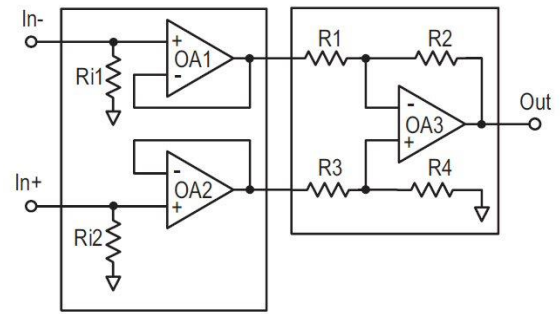 In-
Ri1
+
-
OA1
R1
R2
-
+
OA3
Out
In+
Ri2
-
+
OA2
R3
R4